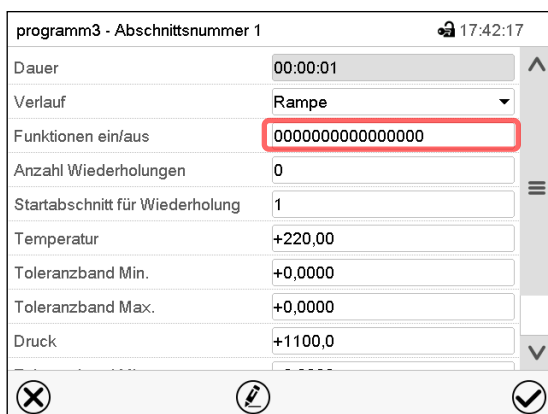 programm3 - Abschnittsnummer 1 17:42:17
Dauer 00:00:01
Verlauf Rampe
Funktionen ein/aus 0000000000000000
Anzahl Wiederholungen 0
Startabschnitt für Wiederholung 1
Temperatur +220,00
Toleranzband Min. +0,0000
Toleranzband Max. +0,0000
Druck +1100,0